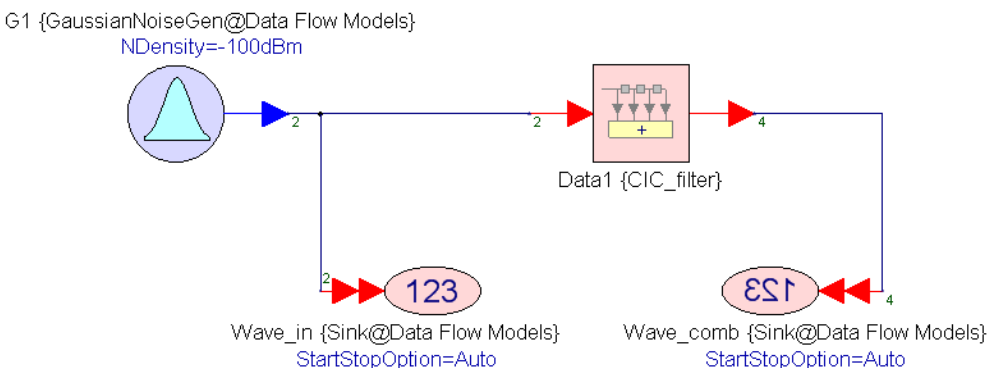 G1 {GaussianNoiseGen@Data Flow Models}
NDensity=-100dBm
2
2
4
+
Data1 {CIC_filter}
2
123
123
4
Wave_in {Sink@Data Flow Models}
Wave_comb {Sink@Data Flow Models}
StartStopOption=Auto
StartStopOption=Auto